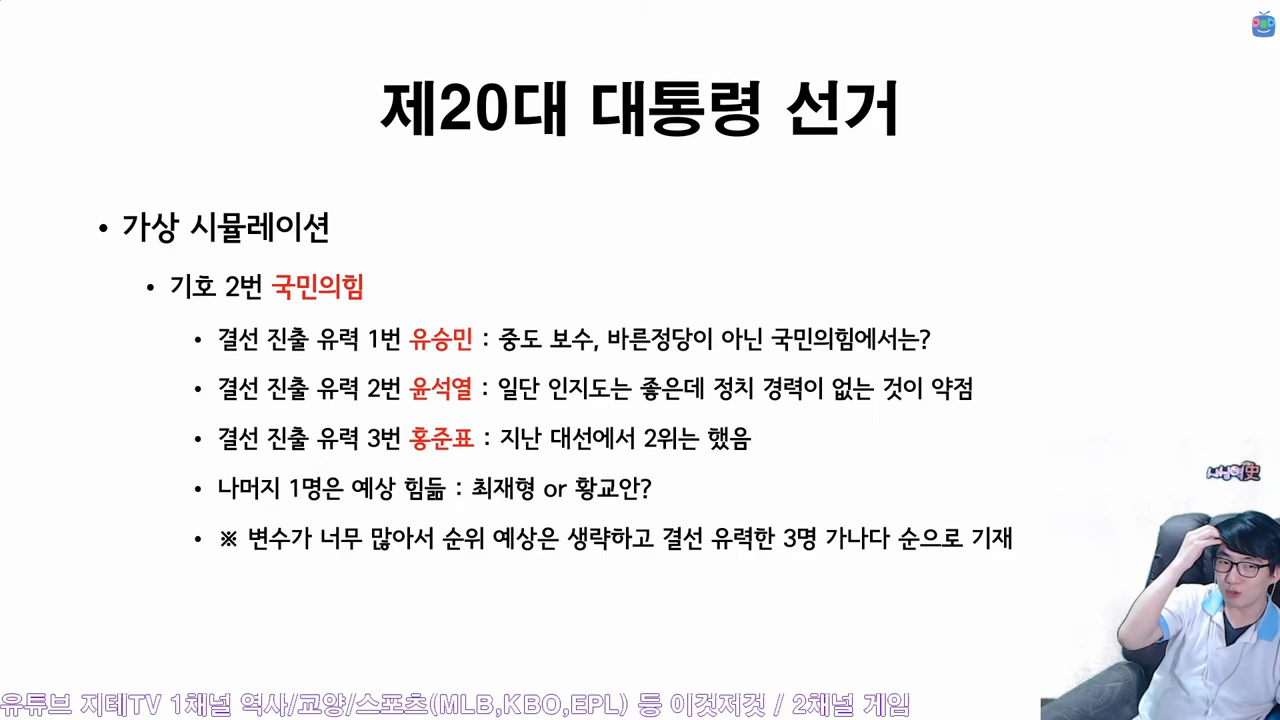 제20대 대통령 선거
• 가상 시뮬레이션
• 기호 2번 국민의힘
• 결선 진출 유력 1번 유승민 : 중도 보수, 바른정당이 아닌 국민의힘에서는?
• 결선 진출 유력 2번 윤석열 : 일단 인지도는 좋은데 정치 경력이 없는 것이 약점
• 결선 진출 유력 3번 홍준표 : 지난 대선에서 2위는 했음
• 나머지 1명은 예상 힘듦 : 최재형 or 황교안?
• ※ 변수가 너무 많아서 순위 예상은 생략하고 결선 유력한 3명 가나다 순으로 기재
유튜브 지테TV 1채널 역사/교양/스포츠(MLB,KBO,EPL) 등 이것저것 / 2채널 게임